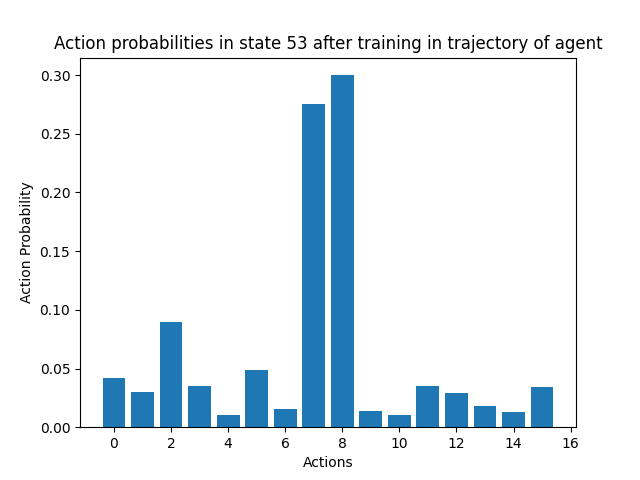 Action probabilities in state 53 after training in trajectory of agent
0.30
0.25
0.20
0.15
0.10
0.05
0.00
Action Probability
0 2 4 6 8 10 12 14 16
Actions